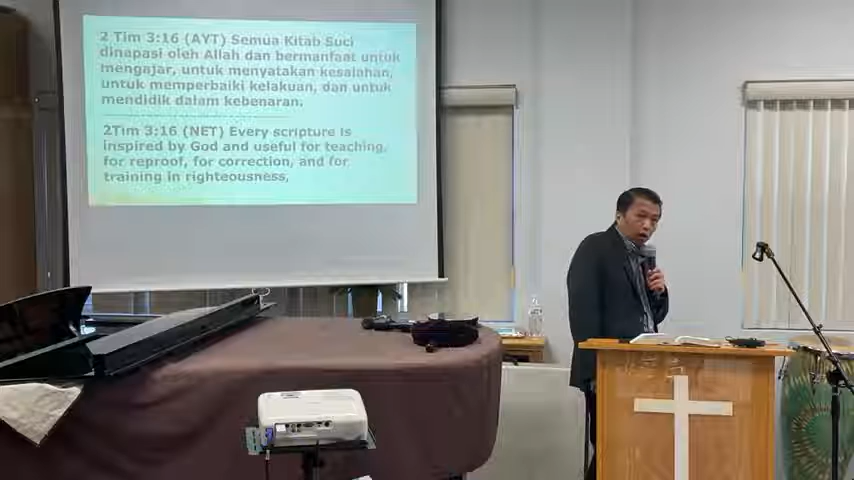 2 Tim 3:16 (AYT) Semua Kitab Suci
dinapasi oleh Allah dan bermanfaat untuk
mengajar, untuk menyatakan kesalahan,
untuk memperbaiki kelakuan, dan untuk
mendidik dalam kebenaran.
2Tim 3:16 (NET) Every scripture is
inspired by God and useful for teaching,
for reproof, for correction, and for
training in righteousness,